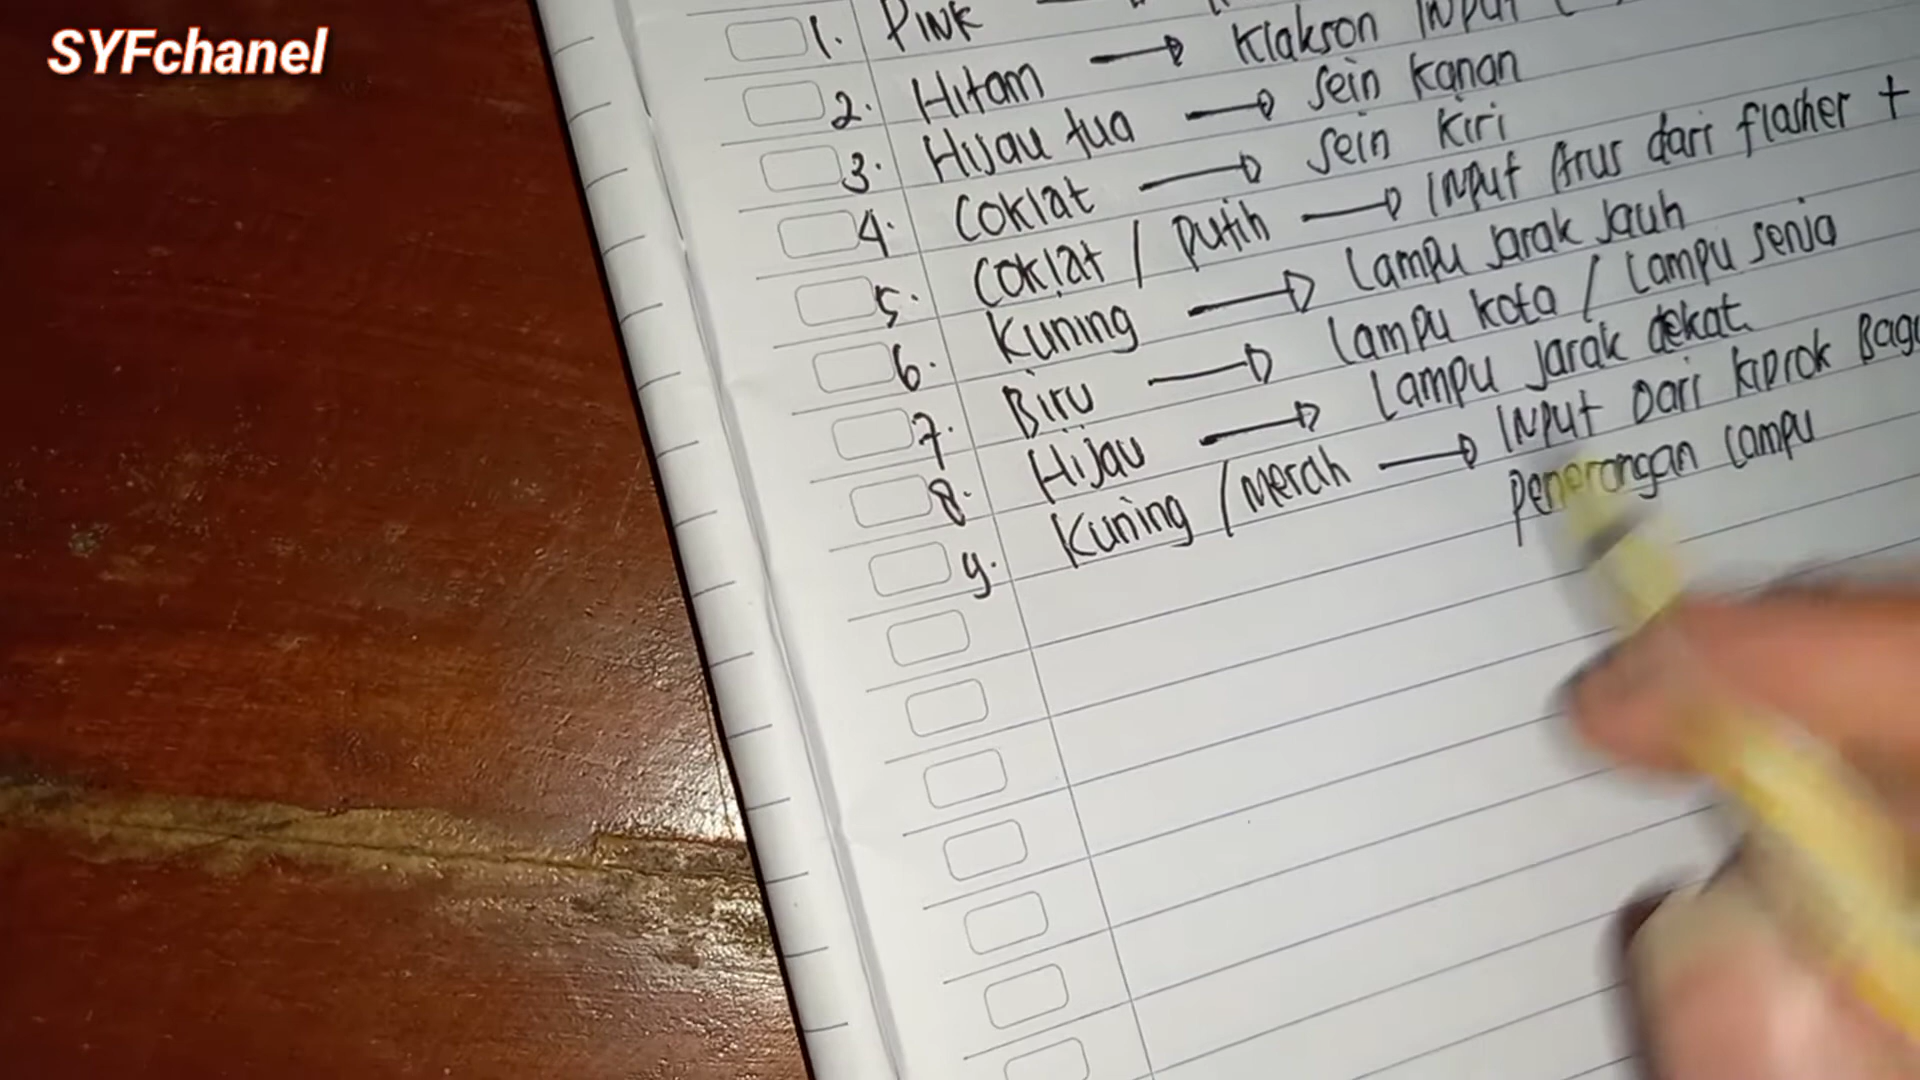 SYFchanel
1. Pink
2. Hitam → Klakson Input
3. Hijau tua → Sein Kanan
4. Coklat → Sein Kiri
5. Coklat / Putih → Input Arus dari flasher +
6. Kuning → Lampu Jarak Jauh
7. Biru → Lampu kota / Lampu Senja
8. Hijau → Lampu Jarak dekat
9. Kuning / Merah → Input Dari Kiprok
Penerangan Lampu